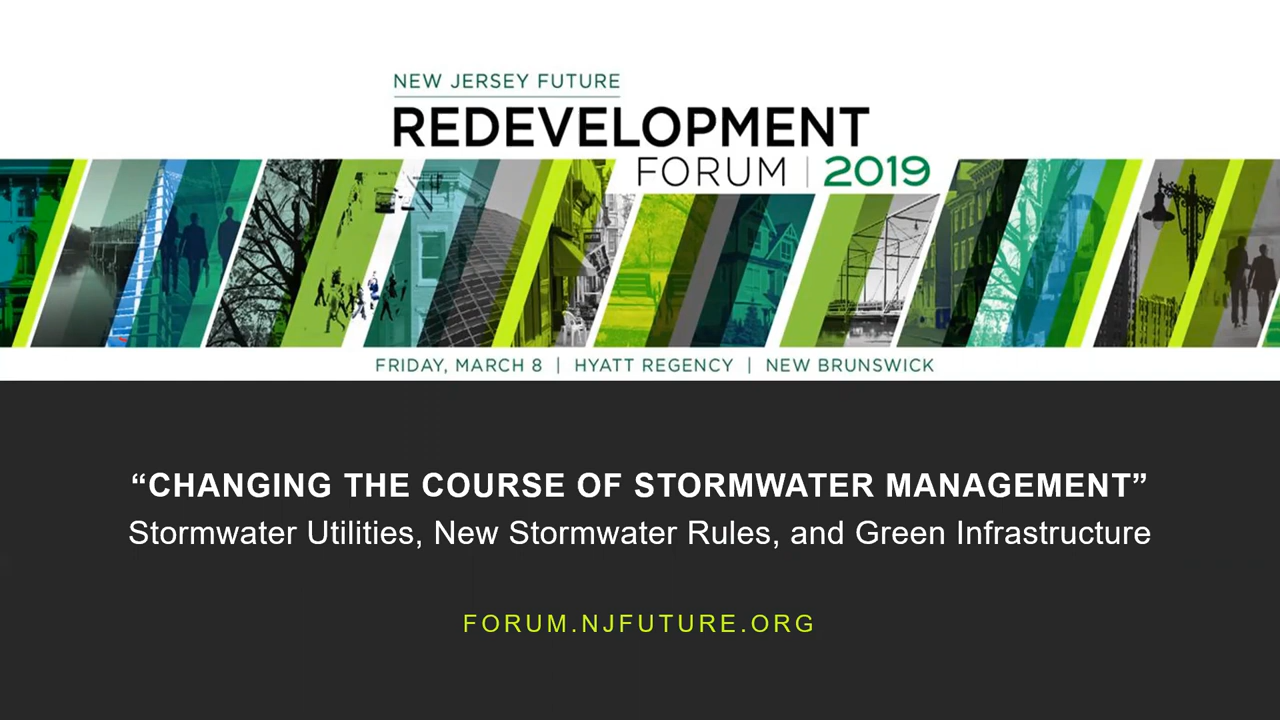 NEW JERSEY FUTURE
REDEVELOPMENT
FORUM | 2019
FRIDAY, MARCH 8 | HYATT REGENCY | NEW BRUNSWICK
“CHANGING THE COURSE OF STORMWATER MANAGEMENT”
Stormwater Utilities, New Stormwater Rules, and Green Infrastructure
FORUM.NJFUTURE.ORG